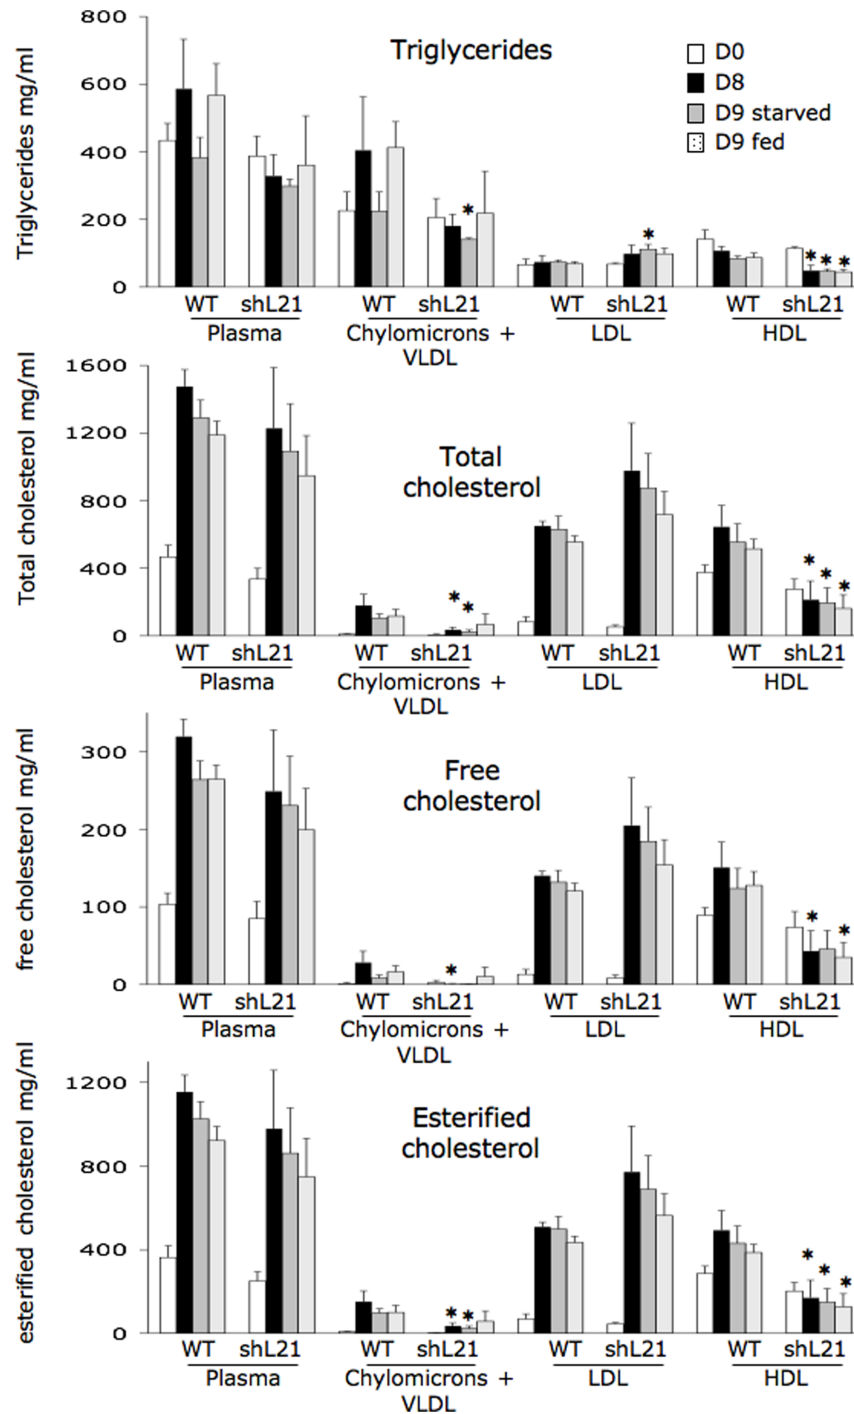 Triglycerides mg/ml
800
600
400
200
0
Triglycerides
D0
D8
D9 starved
D9 fed
* * * * *
WT shL21 WT shL21 WT shL21 WT shL21
Plasma Chylomicrons + LDL HDL
VLDL
Total cholesterol mg/ml
1600
1200
800
400
0
Total
cholesterol
* * * * *
WT shL21 WT shL21 WT shL21 WT shL21
Plasma Chylomicrons + LDL HDL
VLDL
free cholesterol mg/ml
300
200
100
0
Free
cholesterol
* * *
WT shL21 WT shL21 WT shL21 WT shL21
Plasma Chylomicrons + LDL HDL
VLDL
esterified cholesterol mg/ml
1200
800
400
0
Esterified
cholesterol
* * * * *
WT shL21 WT shL21 WT shL21 WT shL21
Plasma Chylomicrons + LDL HDL
VLDL